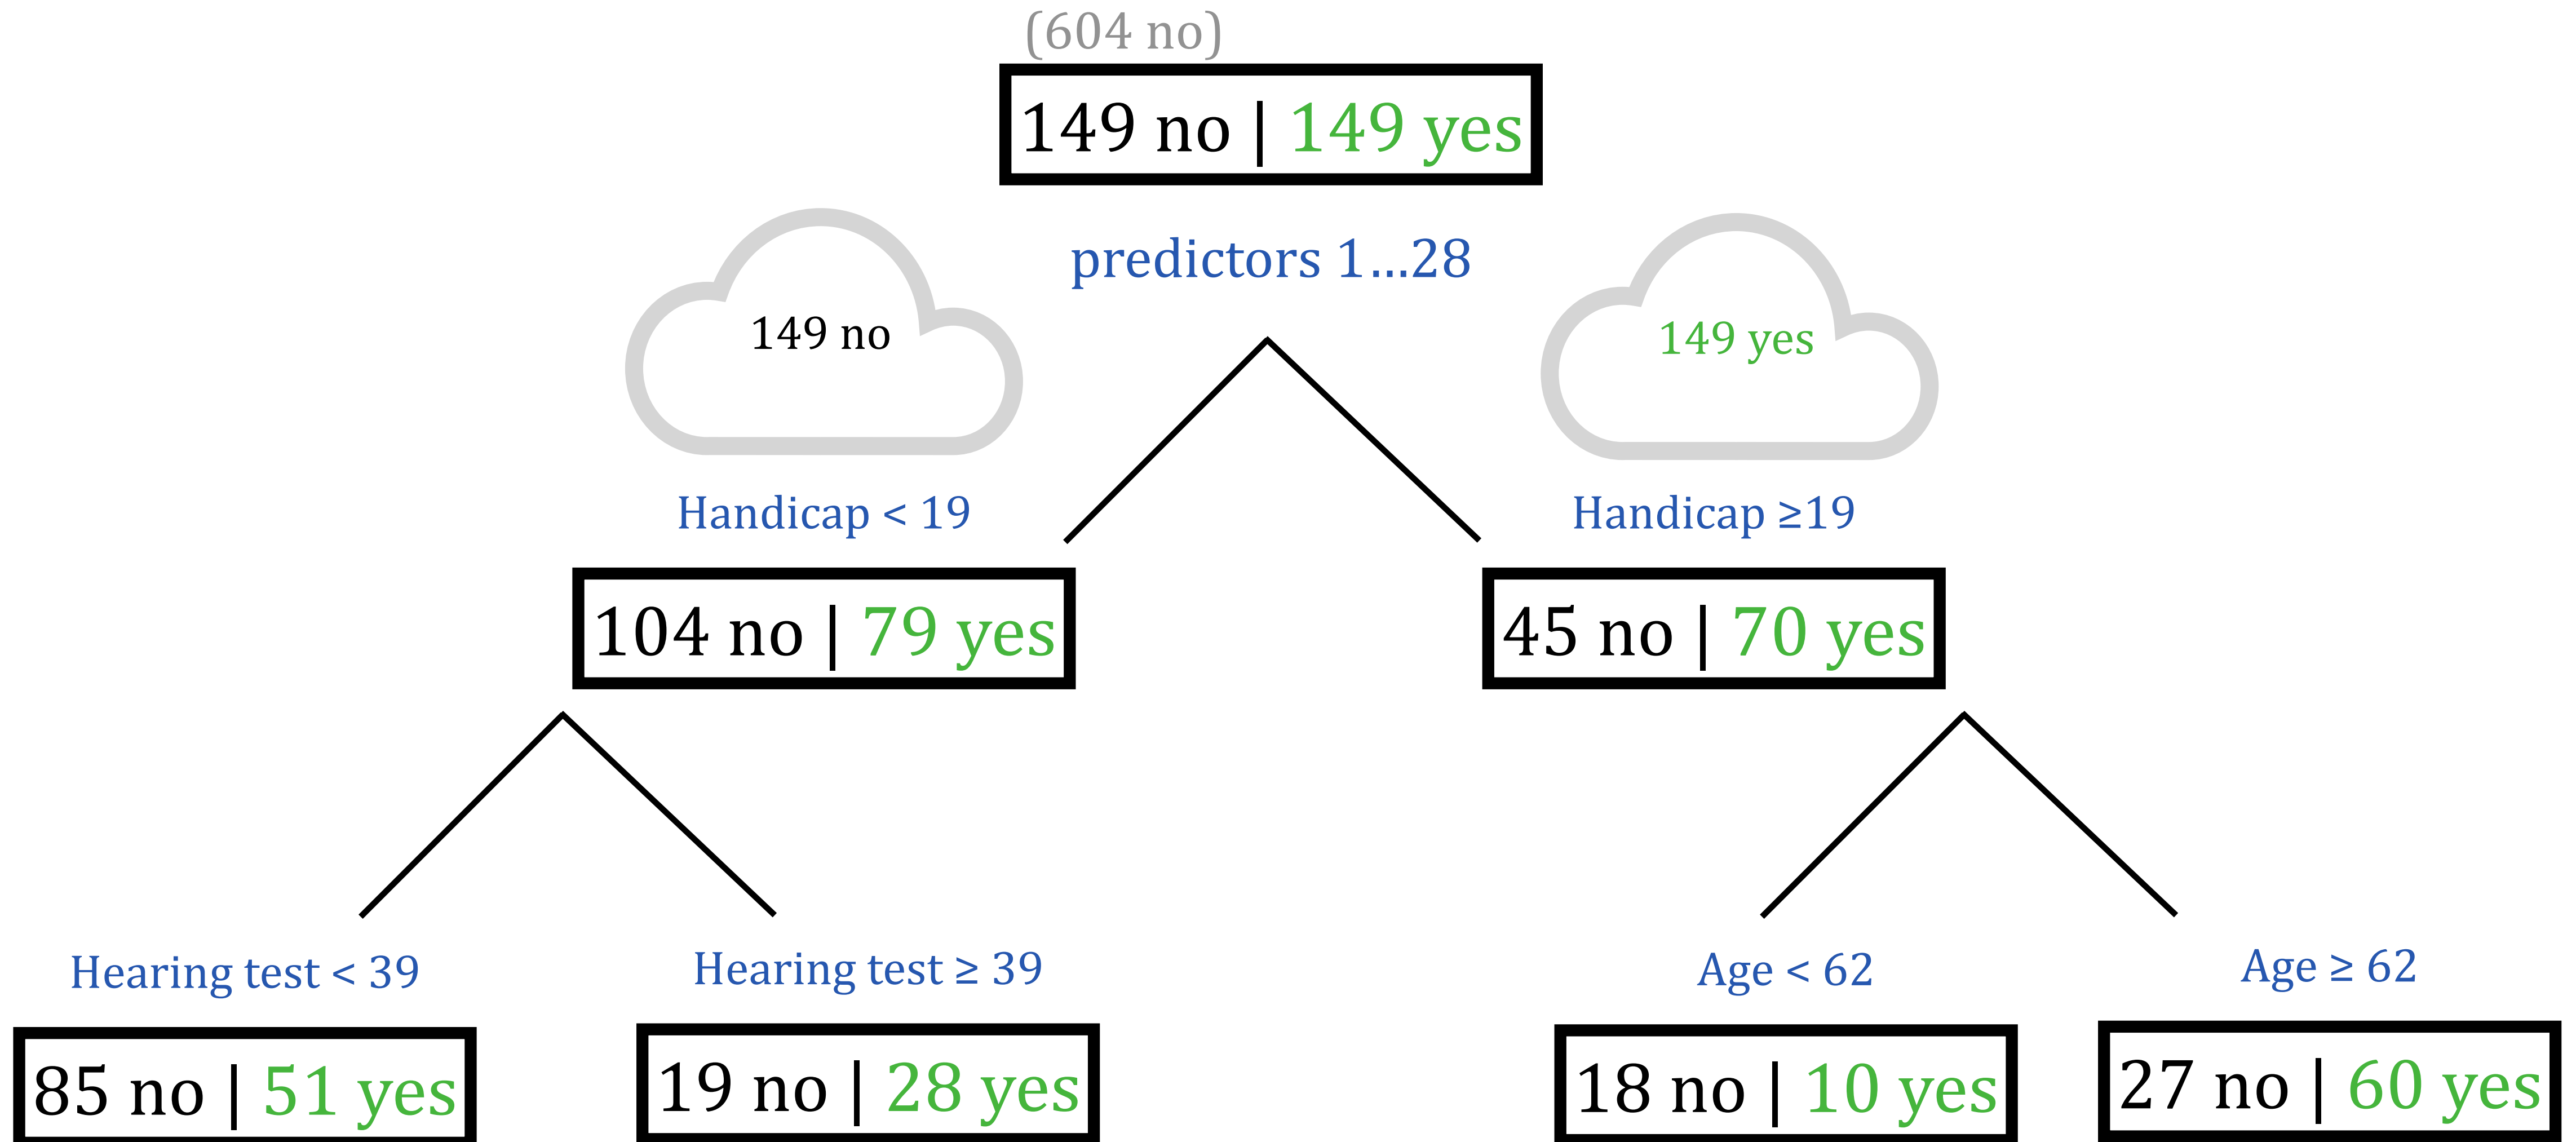 (604 no)
149 no | 149 yes
predictors 1...28
149 no
149 yes
Handicap < 19
Handicap ≥19
104 no | 79 yes
45 no | 70 yes
Hearing test < 39
Hearing test ≥ 39
Age < 62
Age ≥ 62
85 no | 51 yes
19 no | 28 yes
18 no | 10 yes
27 no | 60 yes